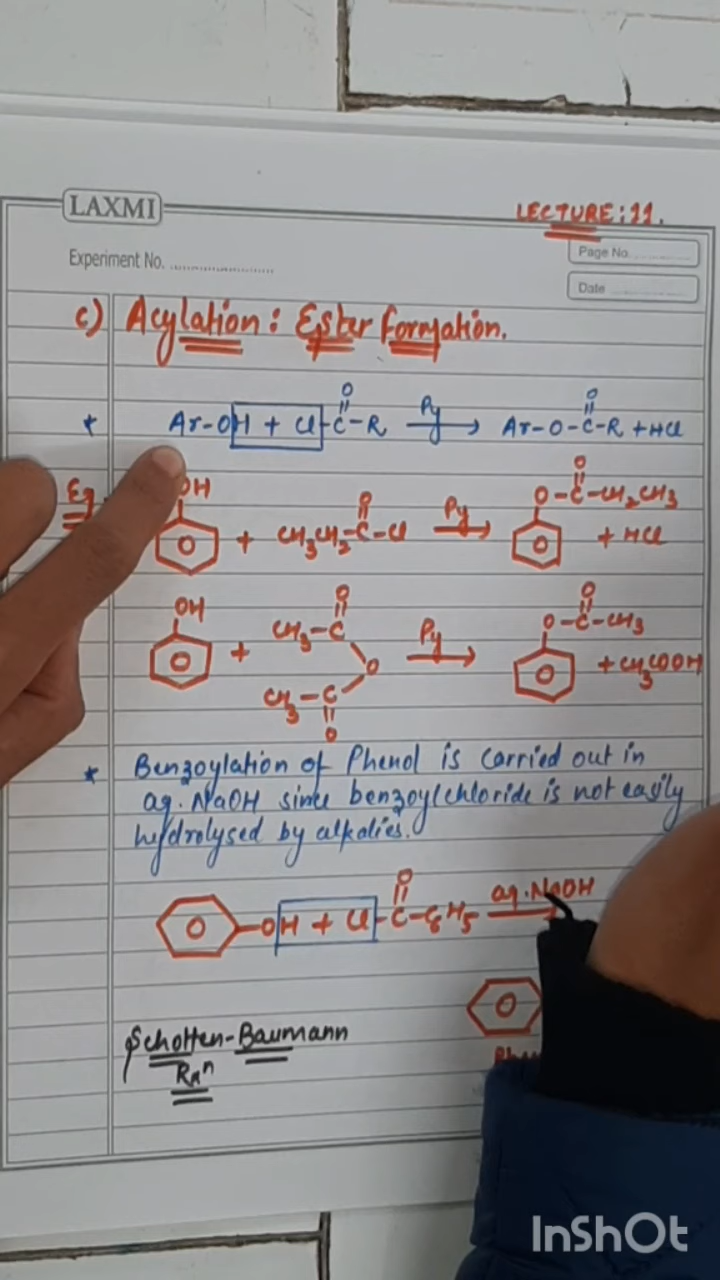 LAXMI
LECTURE: 11.
Experiment No. ........................
Page No. ............
Date ..................
c) Acylation: Ester Formation.
* Ar-OH + Cl-C-R Py → Ar-O-C-R + HCl
O O
Eg. OH O O-C-CH2CH3
+ CH3CH2-C-Cl Py → + HCl
OH O O-C-CH3
+ CH3-C O Py → + CH3COOH
CH3-C
O
* Benzoylation of Phenol is carried out in
aq. NaOH since benzoylchloride is not easily
hydrolysed by alkalies.
O
-OH + Cl-C-C6H5 aq. NaOH →
Schotten-Baumann
Rxn
InShOt